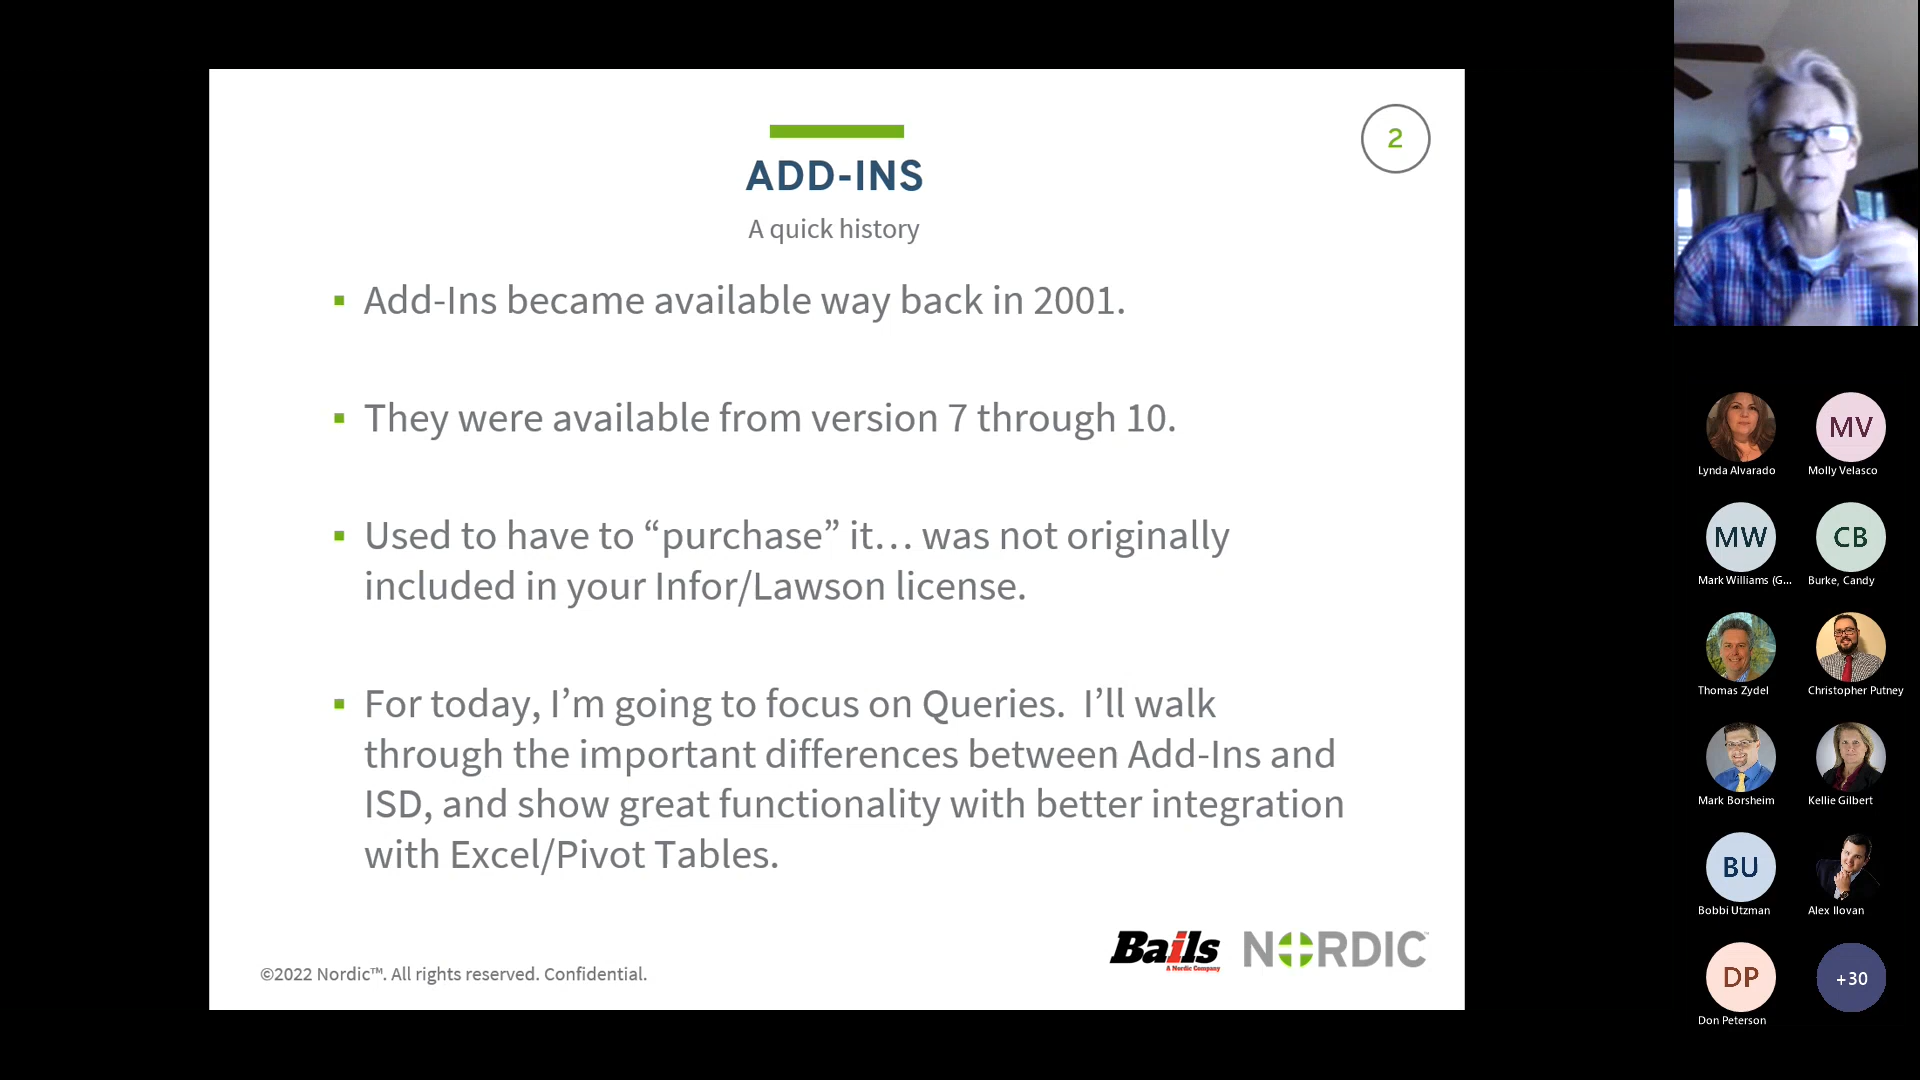 2
ADD-INS
A quick history
▪ Add-Ins became available way back in 2001.
▪ They were available from version 7 through 10.
▪ Used to have to “purchase” it… was not originally
included in your Infor/Lawson license.
▪ For today, I’m going to focus on Queries.  I’ll walk
through the important differences between Add-Ins and
ISD, and show great functionality with better integration
with Excel/Pivot Tables.
©2022 Nordic™. All rights reserved. Confidential.
Bails
A Nordic Company
NORDIC™
Lynda Alvarado
MV
Molly Velasco
MW
Mark Williams (G...
CB
Burke, Candy
Thomas Zydel
Christopher Putney
Mark Borsheim
Kellie Gilbert
BU
Bobbi Utzman
Alex Ilovan
DP
Don Peterson
+30